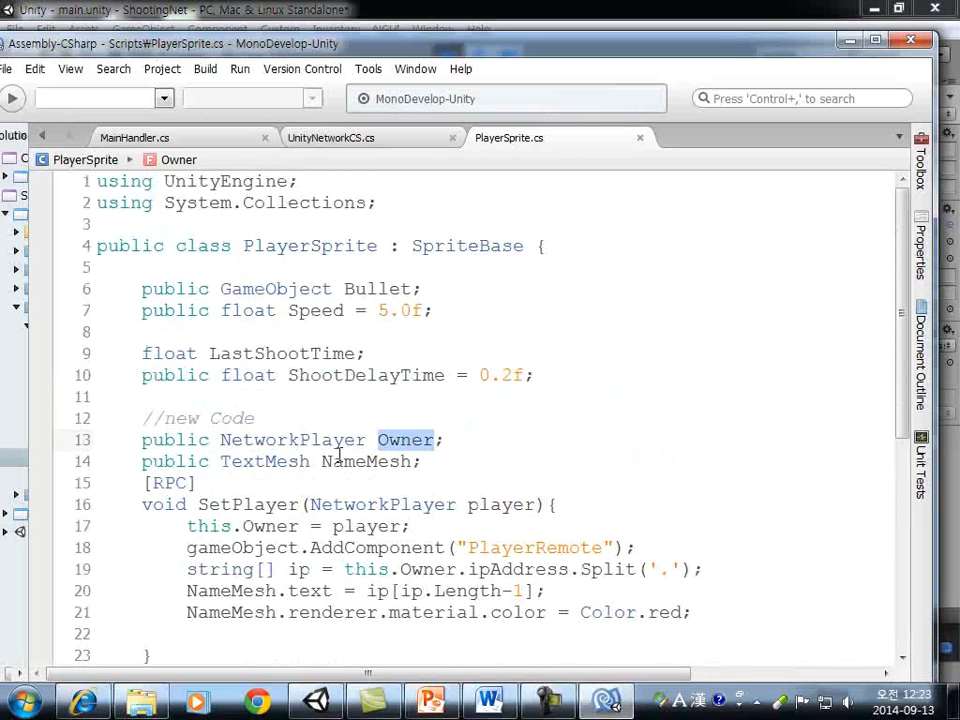 Unity - main.unity - ShootingNet - PC, Mac & Linux Standalone*
Assembly-CSharp - Scripts₩PlayerSprite.cs - MonoDevelop-Unity
File Edit View Search Project Build Run Version Control Tools Window Help
MonoDevelop-Unity
Press 'Control+,' to search
MainHandler.cs
UnityNetworkCS.cs
PlayerSprite.cs
PlayerSprite
Owner
1 using UnityEngine;
2 using System.Collections;
3
4 public class PlayerSprite : SpriteBase {
5
6 public GameObject Bullet;
7 public float Speed = 5.0f;
8
9 float LastShootTime;
10 public float ShootDelayTime = 0.2f;
11
12 //new Code
13 public NetworkPlayer Owner;
14 public TextMesh NameMesh;
15 [RPC]
16 void SetPlayer(NetworkPlayer player){
17 this.Owner = player;
18 gameObject.AddComponent("PlayerRemote");
19 string[] ip = this.Owner.ipAddress.Split('.');
20 NameMesh.text = ip[ip.Length-1];
21 NameMesh.renderer.material.color = Color.red;
22
23 }
Toolbox
Properties
Document Outline
Unit Tests
A 漢
오전 12:23
2014-09-13